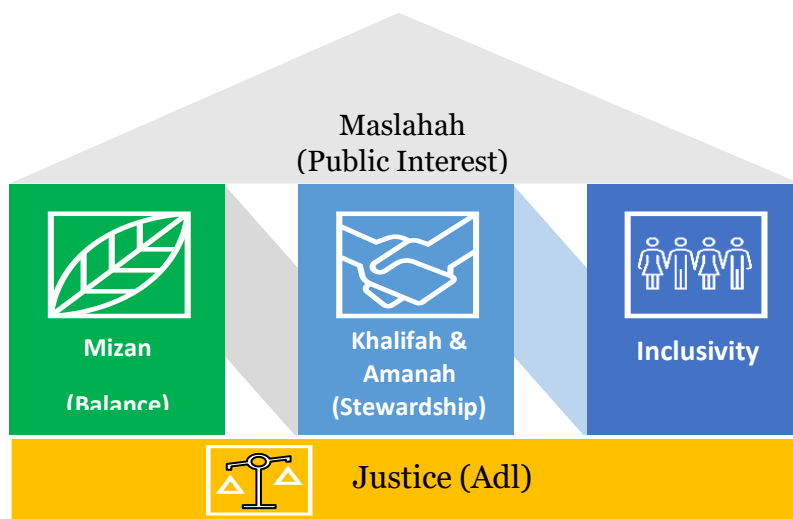 Maslahah
(Public Interest)
Mizan
(Balance)
Khalifah &
Amanah
(Stewardship)
Inclusivity
Justice (Adl)